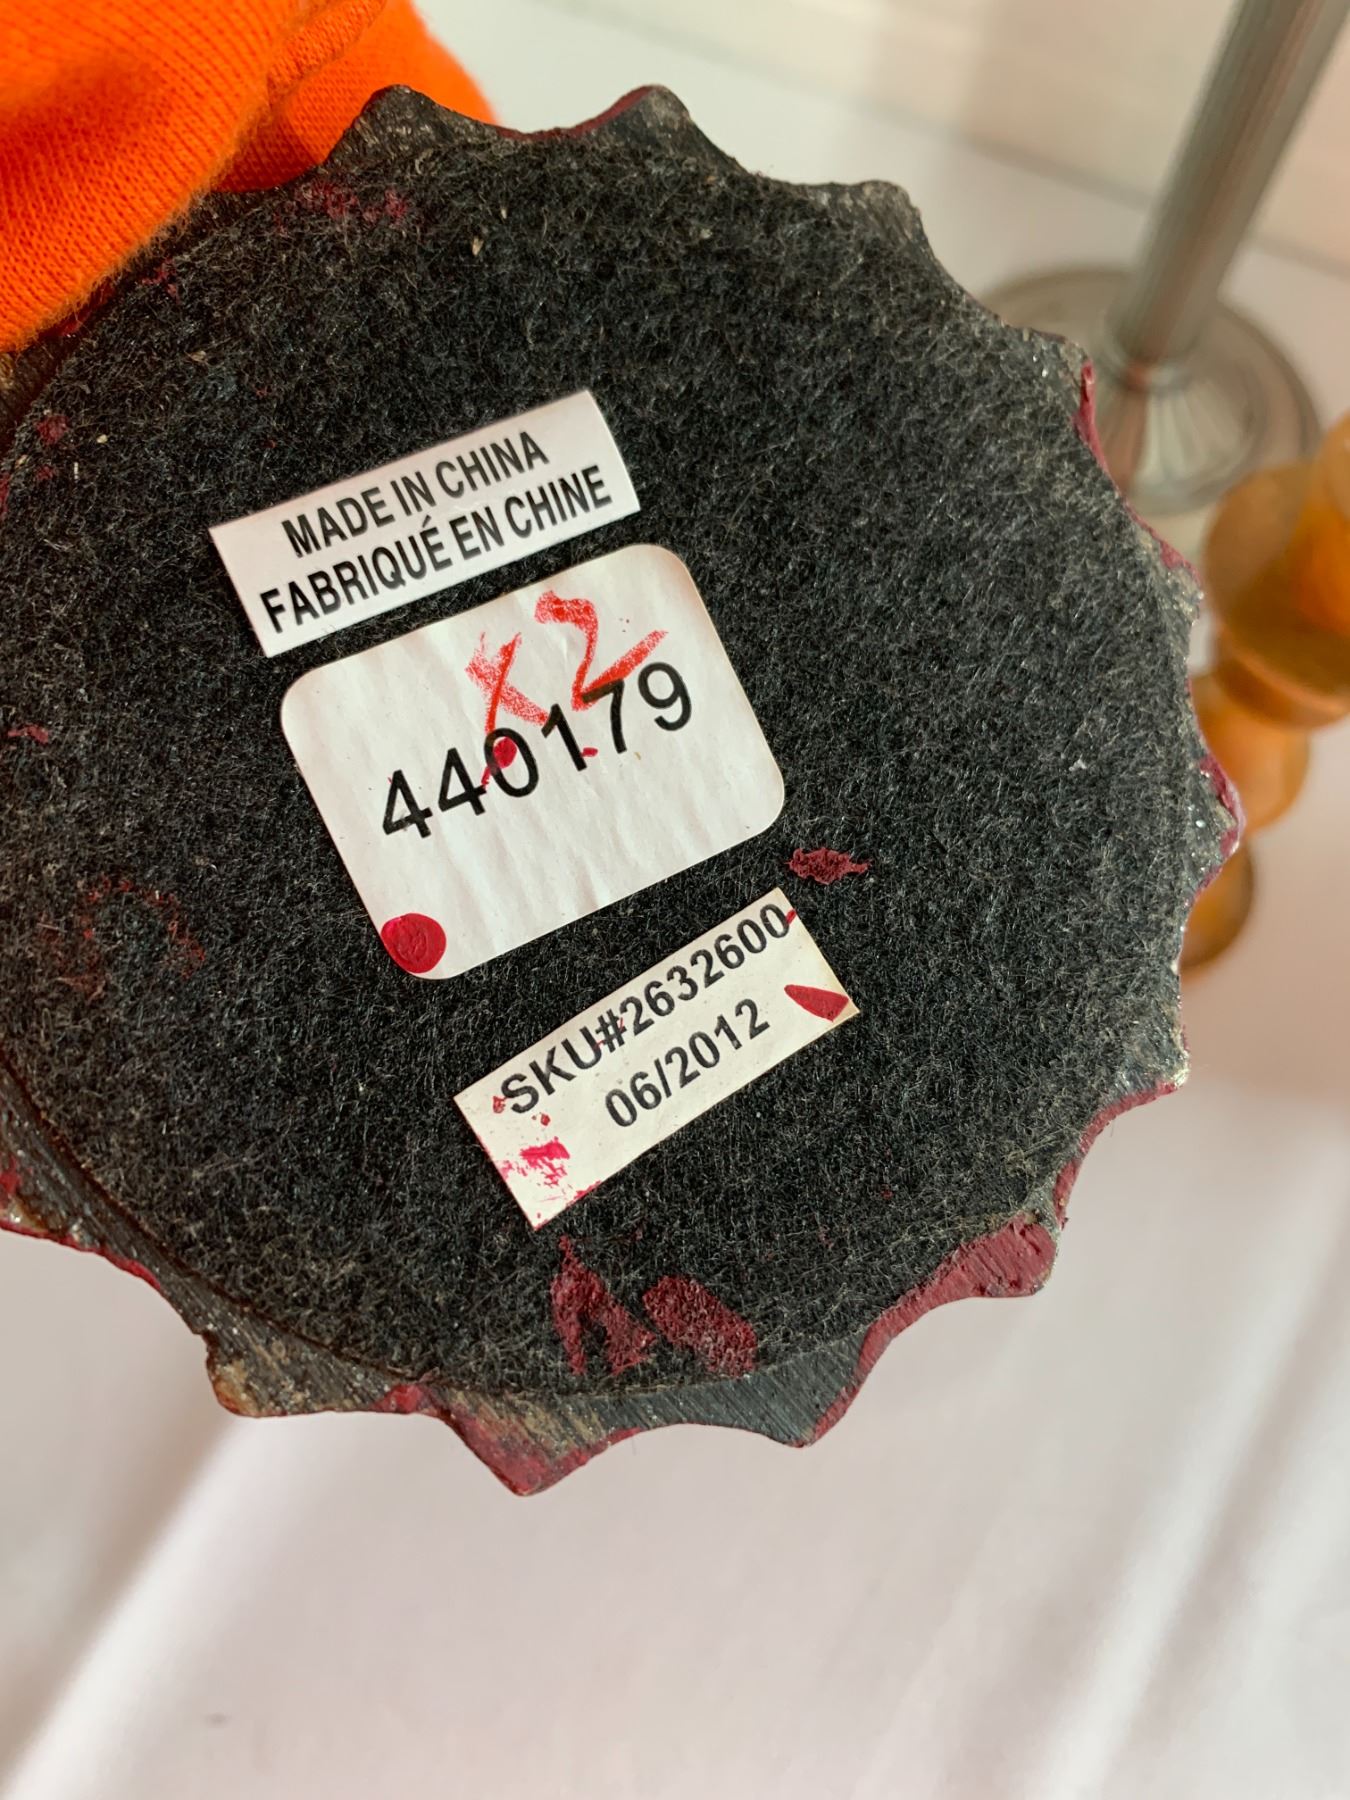 MADE IN CHINA
FABRIQUÉ EN CHINE
x2
440179
SKU#2632600
06/2012